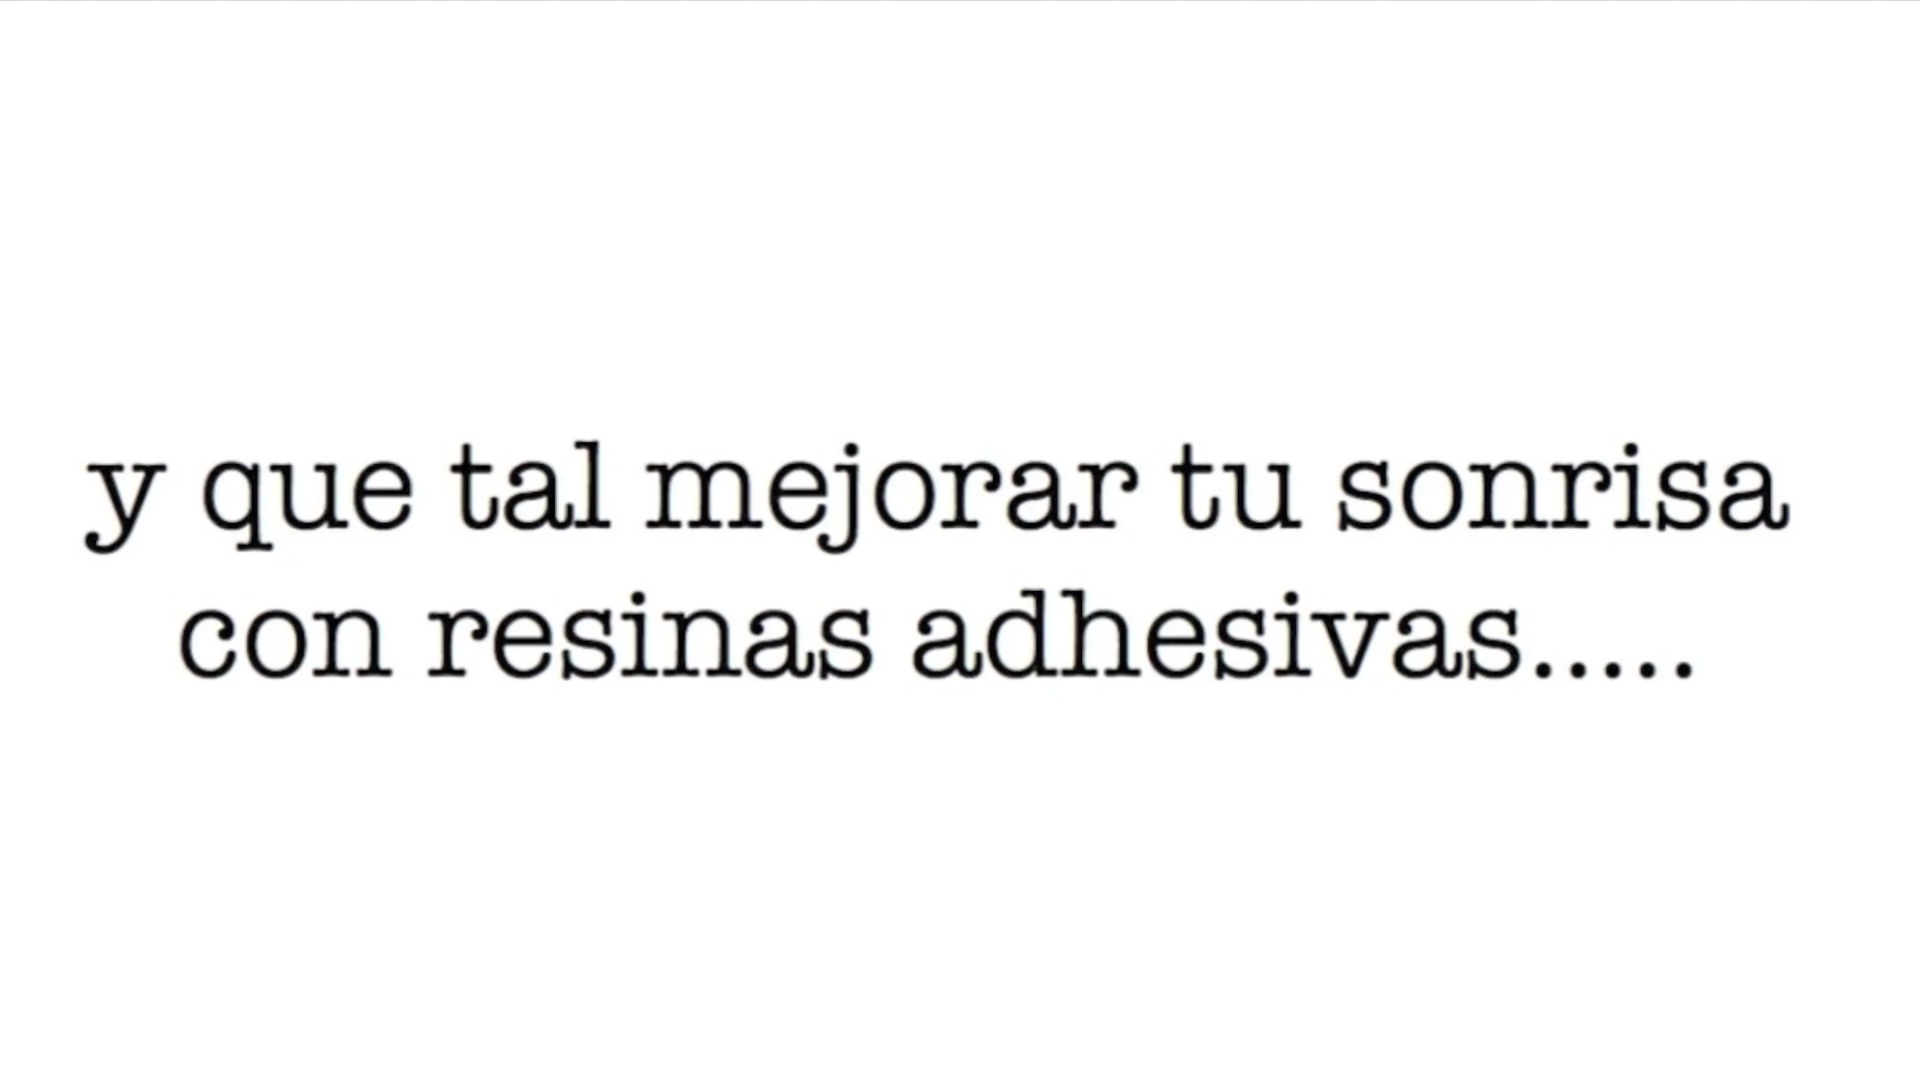 y que tal mejorar tu sonrisa
con resinas adhesivas.....